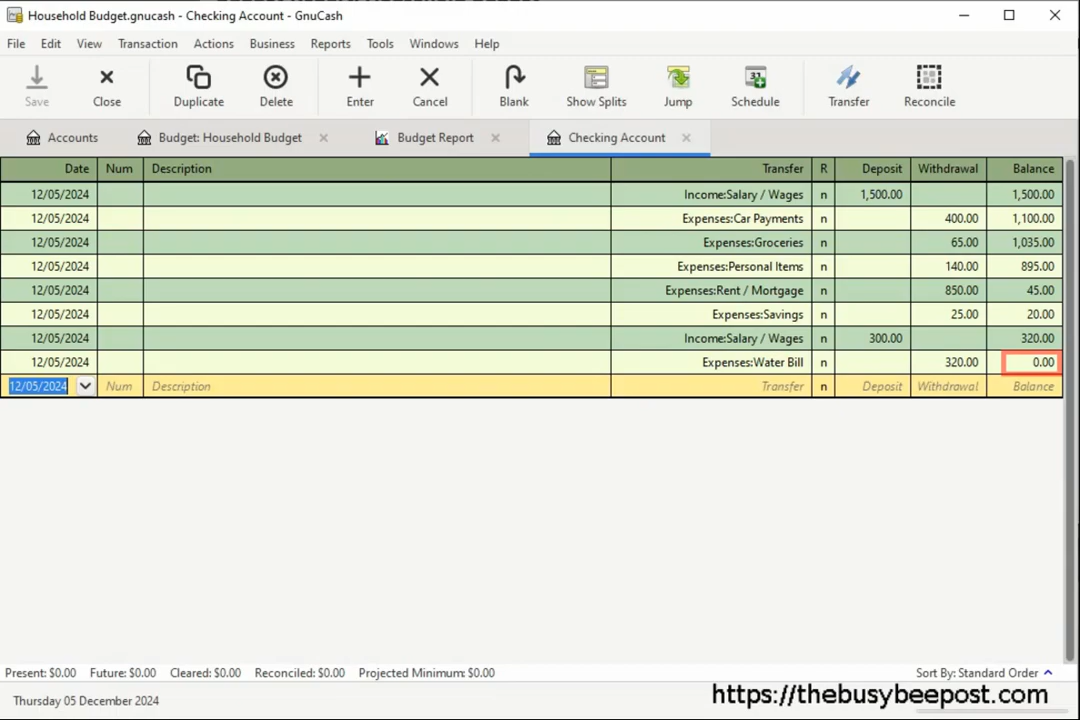 Household Budget.gnucash - Checking Account - GnuCash
File Edit View Transaction Actions Business Reports Tools Windows Help
Save Close Duplicate Delete Enter Cancel Blank Show Splits Jump Schedule Transfer Reconcile
Accounts Budget: Household Budget Budget Report Checking Account
Date Num Description Transfer R Deposit Withdrawal Balance
12/05/2024 Income:Salary / Wages n 1,500.00 1,500.00
12/05/2024 Expenses:Car Payments n 400.00 1,100.00
12/05/2024 Expenses:Groceries n 65.00 1,035.00
12/05/2024 Expenses:Personal Items n 140.00 895.00
12/05/2024 Expenses:Rent / Mortgage n 850.00 45.00
12/05/2024 Expenses:Savings n 25.00 20.00
12/05/2024 Income:Salary / Wages n 300.00 320.00
12/05/2024 Expenses:Water Bill n 320.00 0.00
12/05/2024 Num Description Transfer n Deposit Withdrawal Balance
Present: $0.00 Future: $0.00 Cleared: $0.00 Reconciled: $0.00 Projected Minimum: $0.00 Sort By: Standard Order
Thursday 05 December 2024
https://thebusybeepost.com